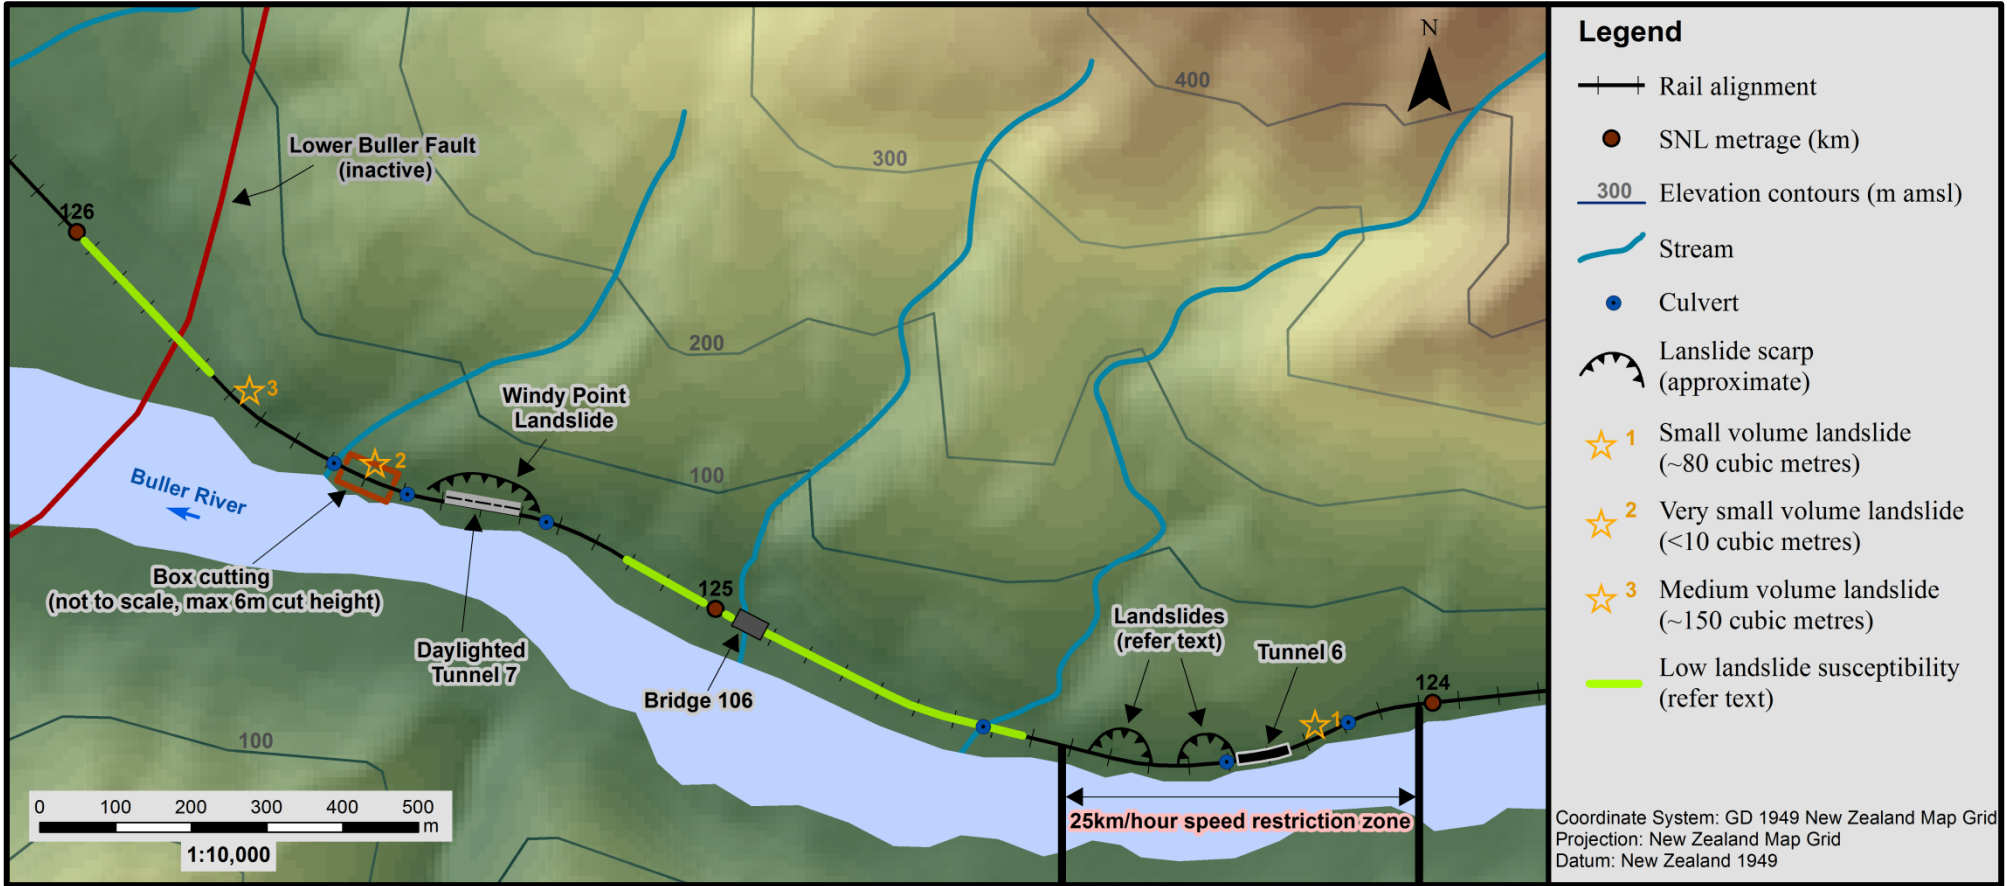 N
400
Lower Buller Fault
(inactive)
300
126
200
3
Windy Point
Landslide
2
100
Buller River
Box cutting
(not to scale, max 6m cut height)
125
Daylighted
Tunnel 7
Bridge 106
Landslides
(refer text)
Tunnel 6
124
1
100
25km/hour speed restriction zone
0 100 200 300 400 500
m
1:10,000
Legend
Rail alignment
SNL metrage (km)
300 Elevation contours (m amsl)
Stream
Culvert
Lanslide scarp
(approximate)
1 Small volume landslide
(~80 cubic metres)
2 Very small volume landslide
(<10 cubic metres)
3 Medium volume landslide
(~150 cubic metres)
Low landslide susceptibility
(refer text)
Coordinate System: GD 1949 New Zealand Map Grid
Projection: New Zealand Map Grid
Datum: New Zealand 1949